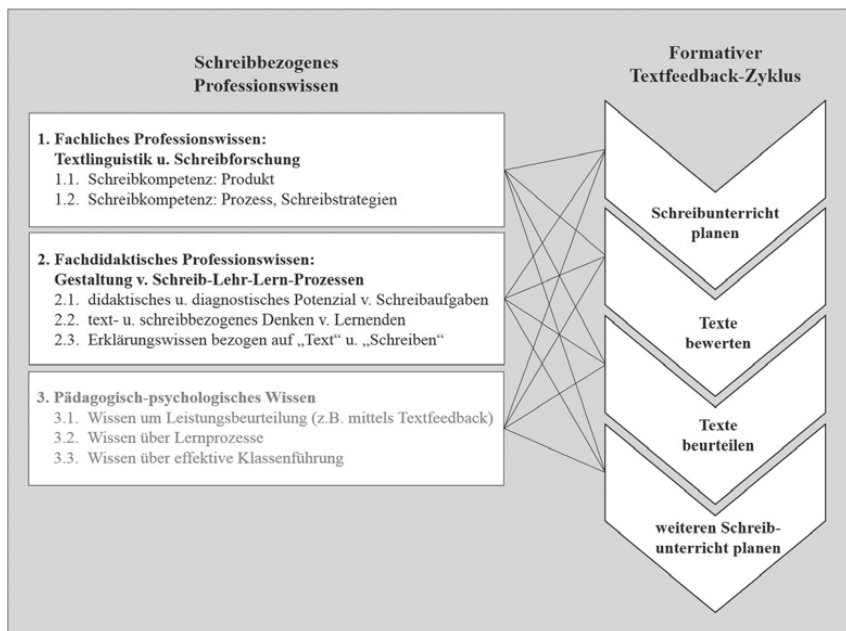 Schreibbezogenes
Professionswissen
1. Fachliches Professionswissen:
Textlinguistik u. Schreibforschung
1.1. Schreibkompetenz: Produkt
1.2. Schreibkompetenz: Prozess, Schreibstrategien
2. Fachdidaktisches Professionswissen:
Gestaltung v. Schreib-Lehr-Lern-Prozessen
2.1. didaktisches u. diagnostisches Potenzial v. Schreibaufgaben
2.2. text- u. schreibbezogenes Denken v. Lernenden
2.3. Erklärungswissen bezogen auf „Text“ u. „Schreiben“
3. Pädagogisch-psychologisches Wissen
3.1. Wissen um Leistungsbeurteilung (z.B. mittels Textfeedback)
3.2. Wissen über Lernprozesse
3.3. Wissen über effektive Klassenführung
Formativer
Textfeedback-Zyklus
Schreibunterricht
planen
Texte
bewerten
Texte
beurteilen
weiteren Schreib-
unterricht planen